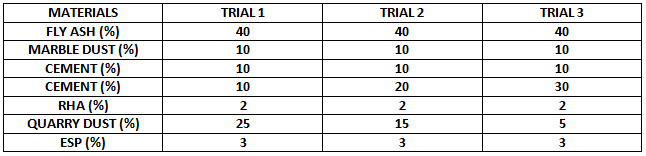 MATERIALS TRIAL 1 TRIAL 2 TRIAL 3
FLY ASH (%) 40 40 40
MARBLE DUST (%) 10 10 10
CEMENT (%) 10 10 10
CEMENT (%) 10 20 30
RHA (%) 2 2 2
QUARRY DUST (%) 25 15 5
ESP (%) 3 3 3